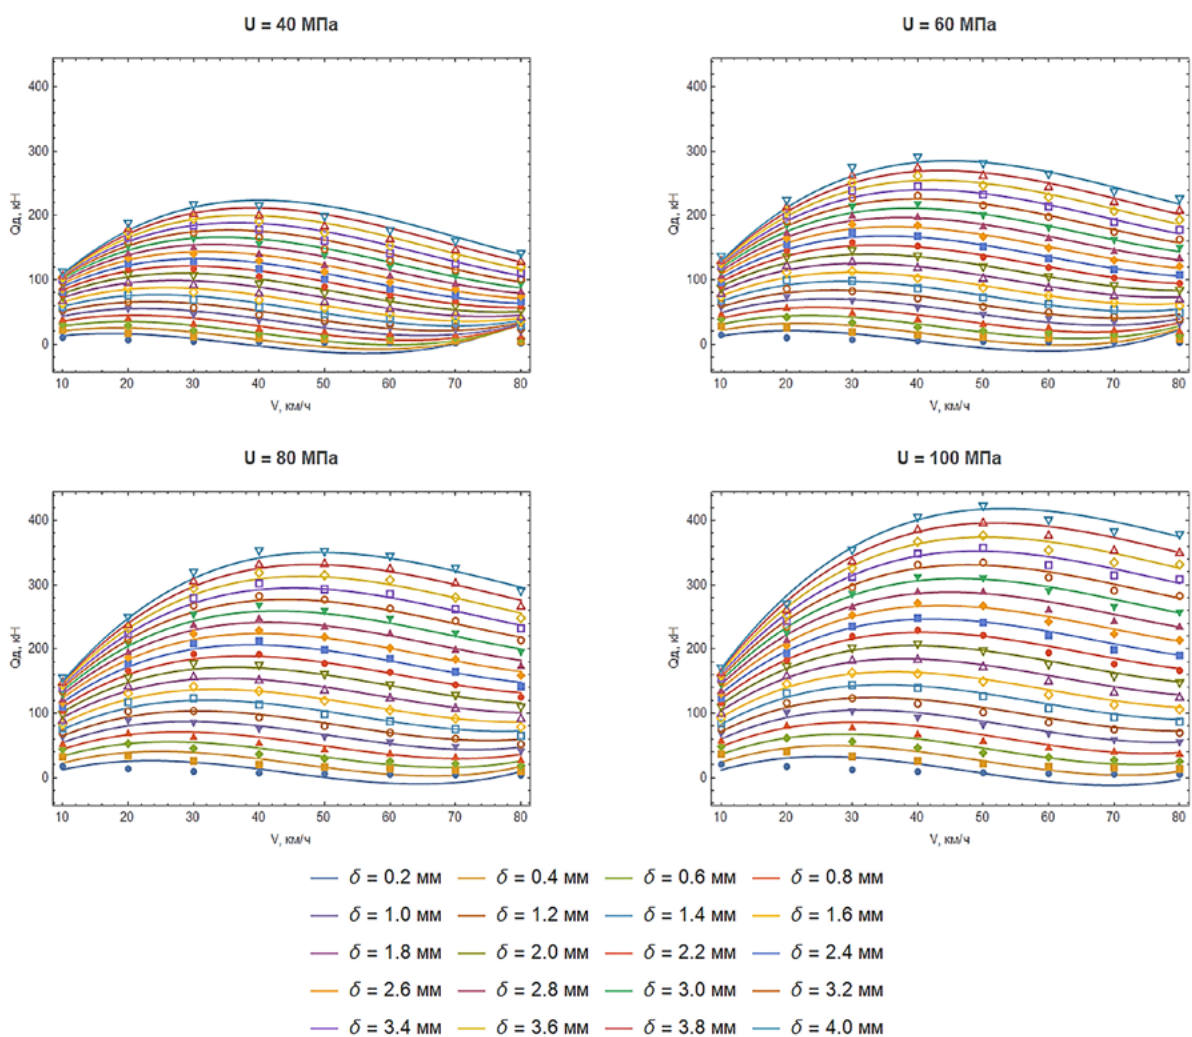 U = 40 МПа
U = 60 МПа
400
300
200
100
0
Qд, кН
10 20 30 40 50 60 70 80
V, км/ч
400
300
200
100
0
Qд, кН
10 20 30 40 50 60 70 80
V, км/ч
U = 80 МПа
U = 100 МПа
400
300
200
100
0
Qд, кН
10 20 30 40 50 60 70 80
V, км/ч
400
300
200
100
0
Qд, кН
10 20 30 40 50 60 70 80
V, км/ч
δ = 0.2 мм δ = 0.4 мм δ = 0.6 мм δ = 0.8 мм
δ = 1.0 мм δ = 1.2 мм δ = 1.4 мм δ = 1.6 мм
δ = 1.8 мм δ = 2.0 мм δ = 2.2 мм δ = 2.4 мм
δ = 2.6 мм δ = 2.8 мм δ = 3.0 мм δ = 3.2 мм
δ = 3.4 мм δ = 3.6 мм δ = 3.8 мм δ = 4.0 мм